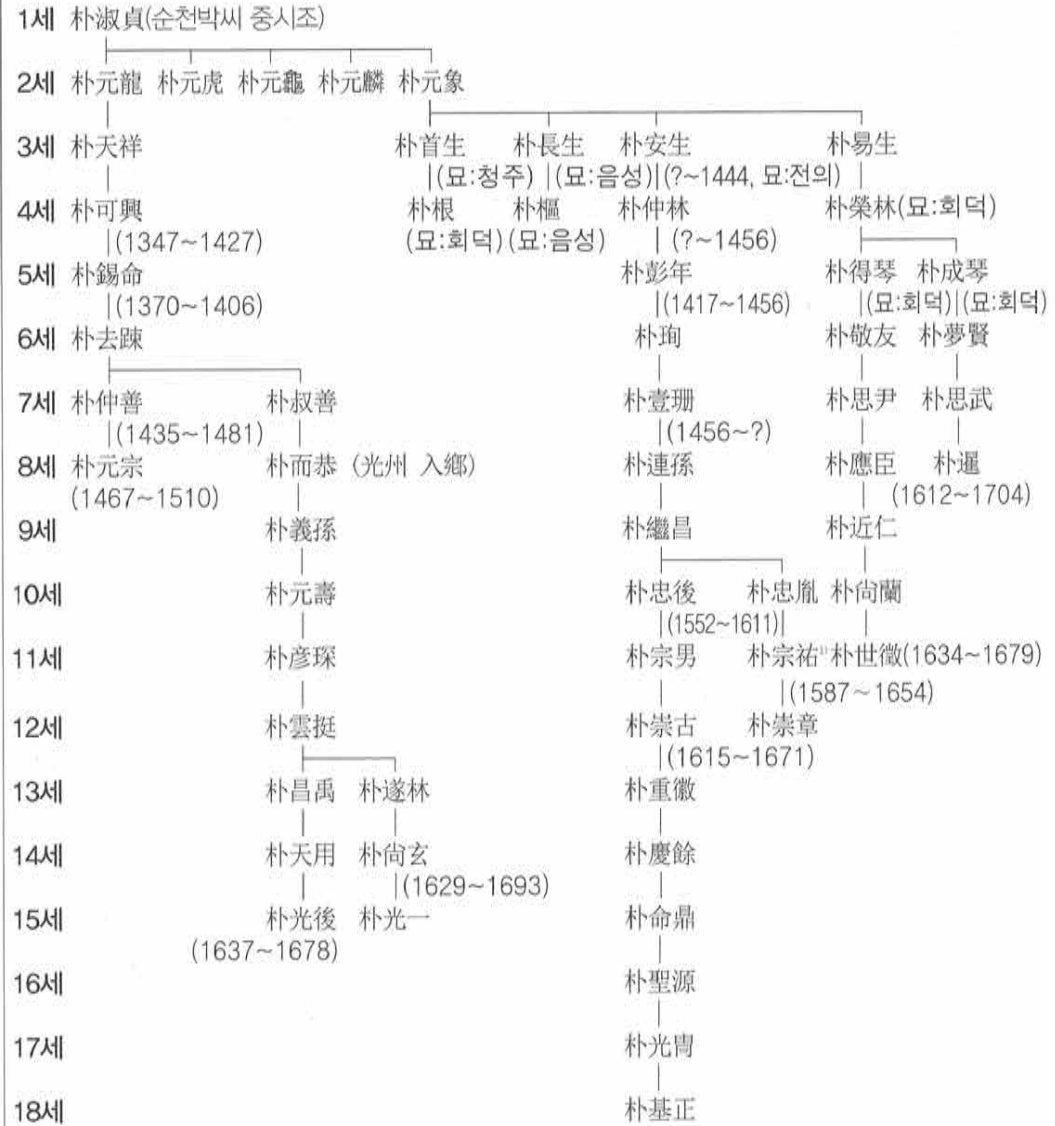 1세 朴淑貞(순천박씨 중시조)
2세 朴元龍 朴元虎 朴元龜 朴元麟 朴元象
3세 朴天祥 朴首生 朴長生 朴安生 朴易生
(묘:청주) (묘:음성) (?~1444, 묘:전의)
4세 朴可興 朴根 朴樞 朴仲林 朴榮林(묘:회덕)
(1347~1427) (묘:회덕) (묘:음성) (?~1456)
5세 朴錫命 朴彭年 朴得琴 朴成琴
(1370~1406) (1417~1456) (묘:회덕) (묘:회덕)
6세 朴去踈 朴珣 朴敬友 朴夢賢
7세 朴仲善 朴叔善 朴壹珊 朴思尹 朴思武
(1435~1481) (1456~?)
8세 朴元宗 朴而恭 (光州 入鄕) 朴連孫 朴應臣 朴暹
(1467~1510) (1612~1704)
9세 朴義孫 朴繼昌 朴近仁
10세 朴元壽 朴忠後 朴忠胤 朴尙蘭
(1552~1611)
11세 朴彦琛 朴宗男 朴宗祐¹⁾ 朴世徵(1634~1679)
(1587~1654)
12세 朴雲挺 朴崇古 朴崇章
(1615~1671)
13세 朴昌禹 朴遂林 朴重徽
14세 朴天用 朴尙玄 朴慶餘
(1629~1693)
15세 朴光後 朴光一 朴命鼎
(1637~1678)
16세 朴聖源
17세 朴光冑
18세 朴基正